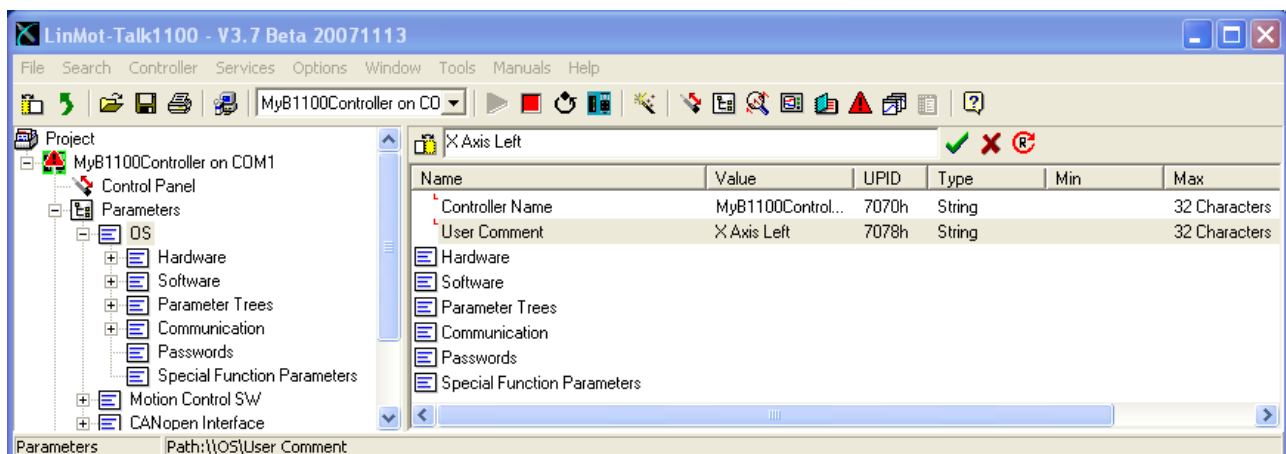 LinMot-Talk1100 - V3.7 Beta 20071113
File Search Controller Services Options Window Tools Manuals Help
MyB1100Controller on CO
Project
MyB1100Controller on COM1
Control Panel
Parameters
OS
Hardware
Software
Parameter Trees
Communication
Passwords
Special Function Parameters
Motion Control SW
CANopen Interface
X Axis Left
Name Value UPID Type Min Max
Controller Name MyB1100Control... 7070h String 32 Characters
User Comment X Axis Left 7078h String 32 Characters
Hardware
Software
Parameter Trees
Communication
Passwords
Special Function Parameters
Parameters Path:\\OS\User Comment